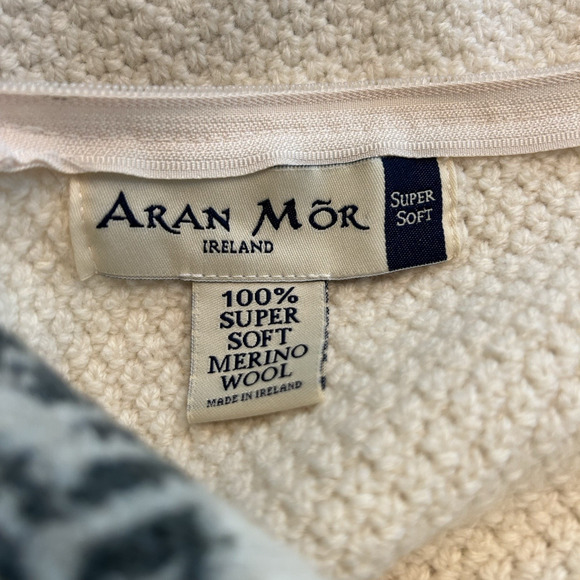 ARAN MÕR
IRELAND
SUPER
SOFT
100%
SUPER
SOFT
MERINO
WOOL
MADE IN IRELAND